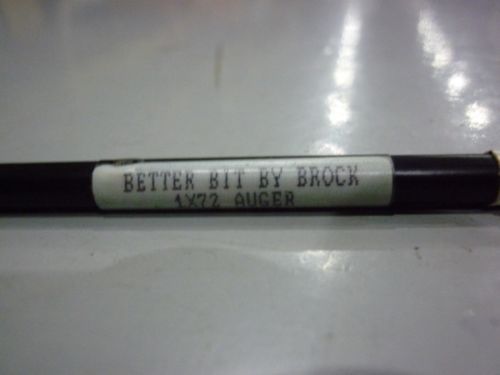 BETTER BIT BY BROCK
1X72 AUGER